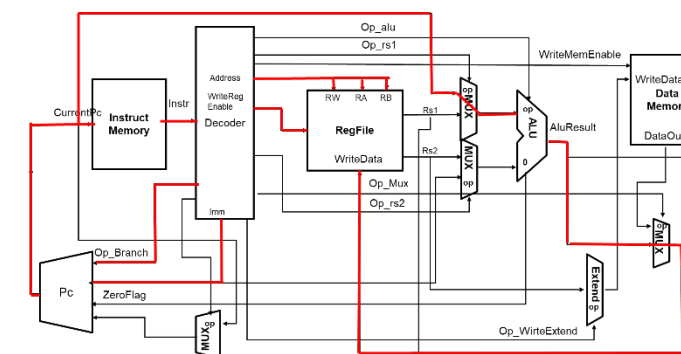 Op_alu
Op_rs1
WriteMemEnable
Address
WriteReg
Enable
Decoder
Imm
CurrentPc
Instr
Instruct
Memory
RW RA RB
RegFile
WriteData
Rs1
Rs2
op
MUX
MUX
op
op
ALU
0
AluResult
WriteData
Data
Memor
DataOu
Op_Mux
Op_rs2
op
MUX
Op_Branch
Pc
ZeroFlag
Extend
op
Op_WirteExtend
op
MUX